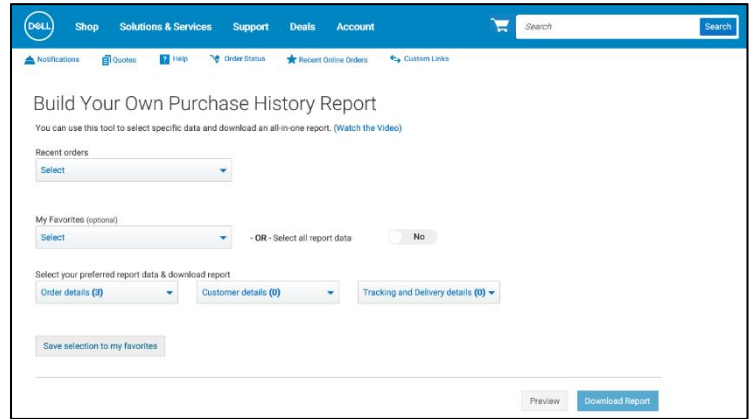 DELL Shop Solutions & Services Support Deals Account Search Search
Notifications Quotes ? Help Order Status Recent Online Orders Custom Links
Build Your Own Purchase History Report
You can use this tool to select specific data and download an all-in-one report. (Watch the Video)
Recent orders
Select
My Favorites (optional)
Select - OR - Select all report data No
Select your preferred report data & download report
Order details (3) Customer details (0) Tracking and Delivery details (0)
Save selection to my favorites
Preview Download Report